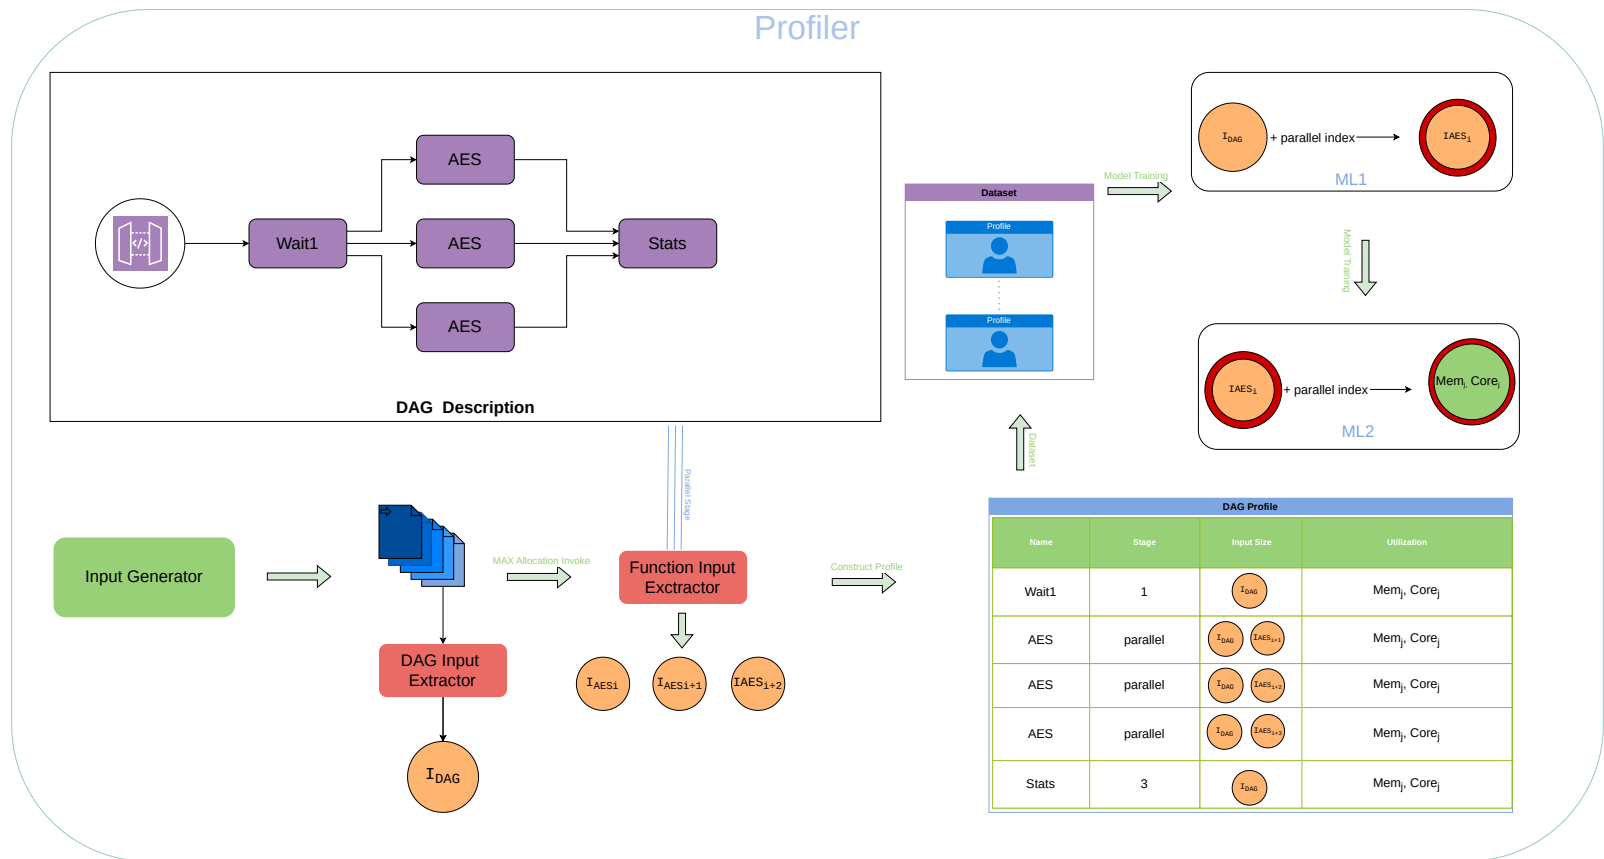 Profiler
AES
Wait1
AES
Stats
AES
DAG  Description
Dataset
Profile
Profile
Model Training
I_DAG
+ parallel index
IAES_i
ML1
Model Training
IAES_i
+ parallel index
Mem_j, Core_j
ML2
Dataset
Parallel Stage
Input Generator
MAX Allocation Invoke
Function Input
Exctractor
Construct Profile
DAG Input
Extractor
I_DAG
I_AESi
I_AESi+1
IAES_i+2
DAG Profile
Name Stage Input Size Utilization
Wait1 1 I_DAG Mem_j, Core_j
AES parallel I_DAG IAES_i+1 Mem_j, Core_j
AES parallel I_DAG IAES_i+2 Mem_j, Core_j
AES parallel I_DAG IAES_i+3 Mem_j, Core_j
Stats 3 I_DAG Mem_j, Core_j